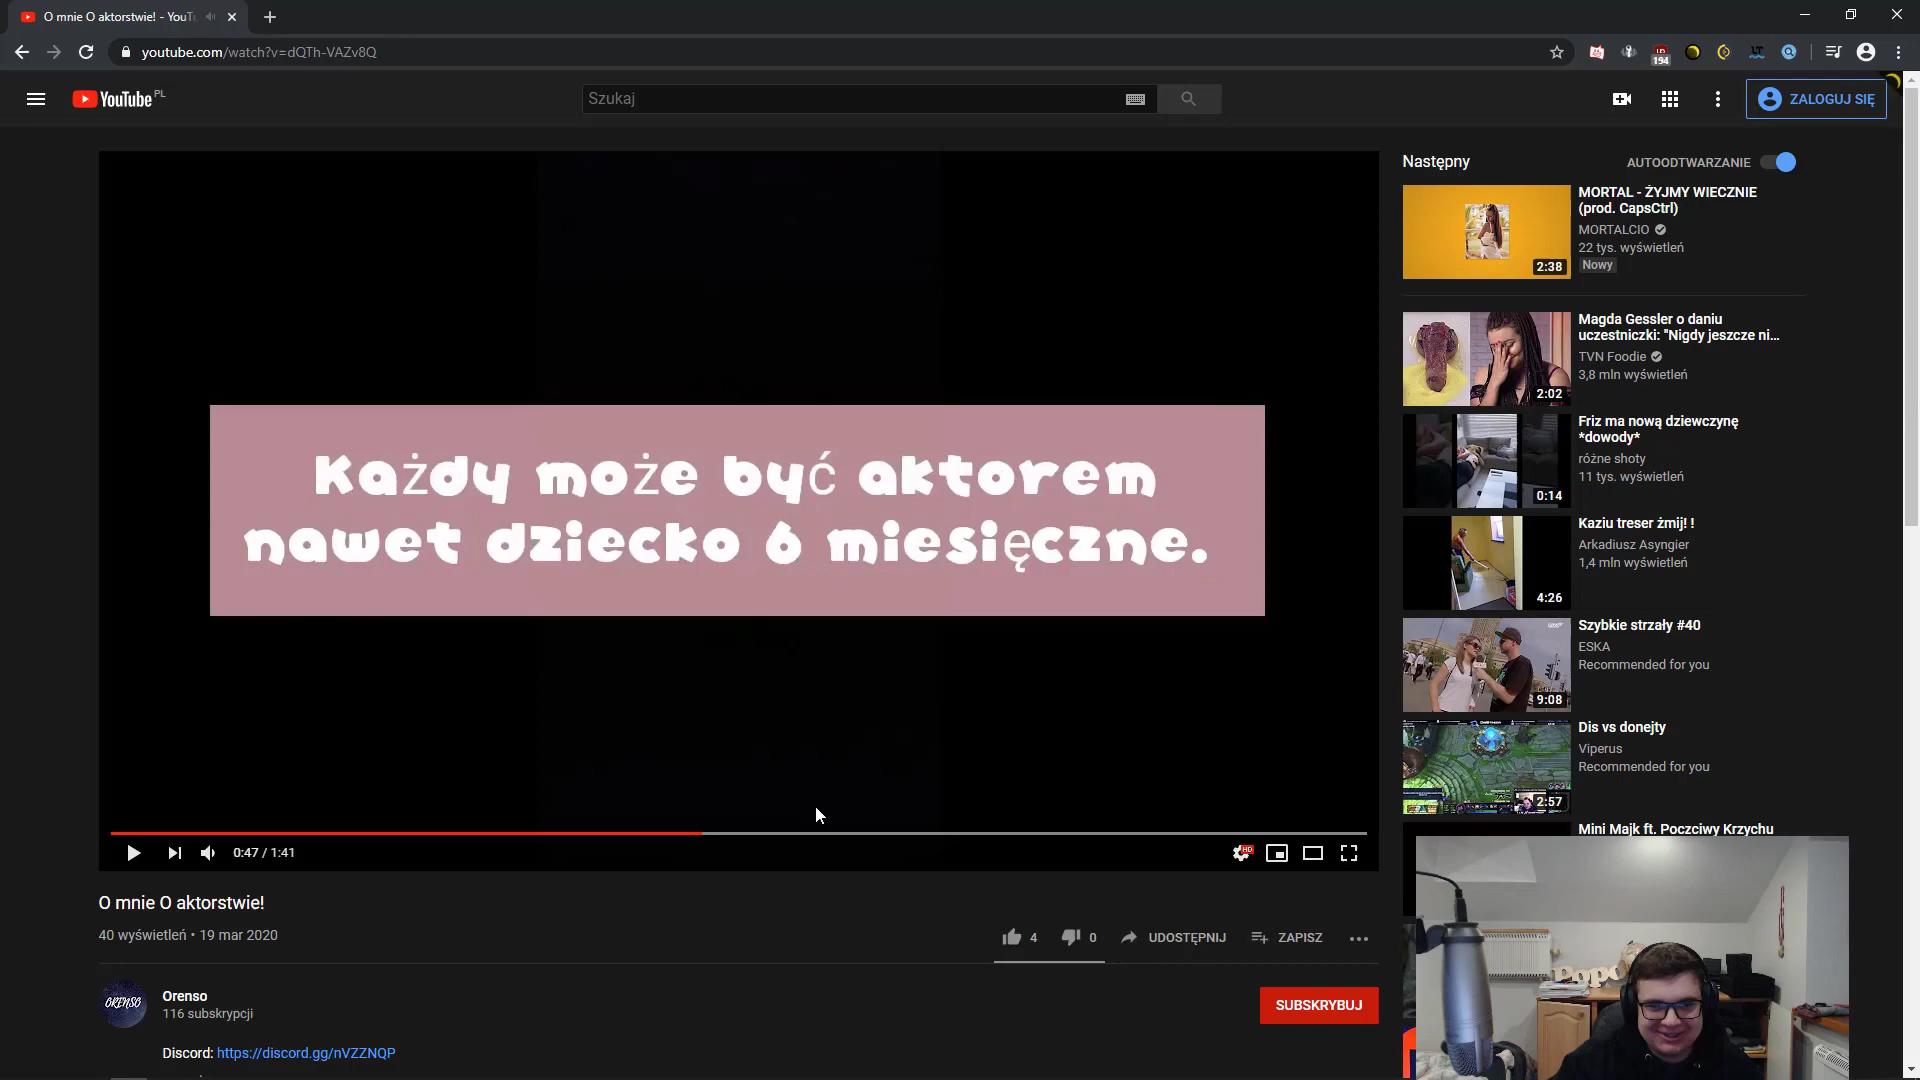 O mnie O aktorstwie! - YouT
youtube.com/watch?v=dQTh-VAZv8Q
194
LT
YouTube PL
Szukaj
ZALOGUJ SIĘ
Każdy może być aktorem
nawet dziecko 6 miesięczne.
0:47 / 1:41
HD
O mnie O aktorstwie!
40 wyświetleń • 19 mar 2020
4
0
UDOSTĘPNIJ
ZAPISZ
ORENSO
Orenso
116 subskrypcji
SUBSKRYBUJ
Discord: https://discord.gg/nVZZNQP
Następny
AUTOODTWARZANIE
MORTAL - ŻYJMY WIECZNIE
(prod. CapsCtrl)
MORTALCIO
22 tys. wyświetleń
Nowy
2:38
Magda Gessler o daniu
uczestniczki: "Nigdy jeszcze ni...
TVN Foodie
3,8 mln wyświetleń
2:02
Friz ma nową dziewczynę
*dowody*
różne shoty
11 tys. wyświetleń
0:14
Kaziu treser żmij! !
Arkadiusz Asyngier
1,4 mln wyświetleń
4:26
Szybkie strzały #40
ESKA
Recommended for you
9:08
Dis vs donejty
Viperus
Recommended for you
2:57
Mini Majk ft. Poczciwy Krzychu